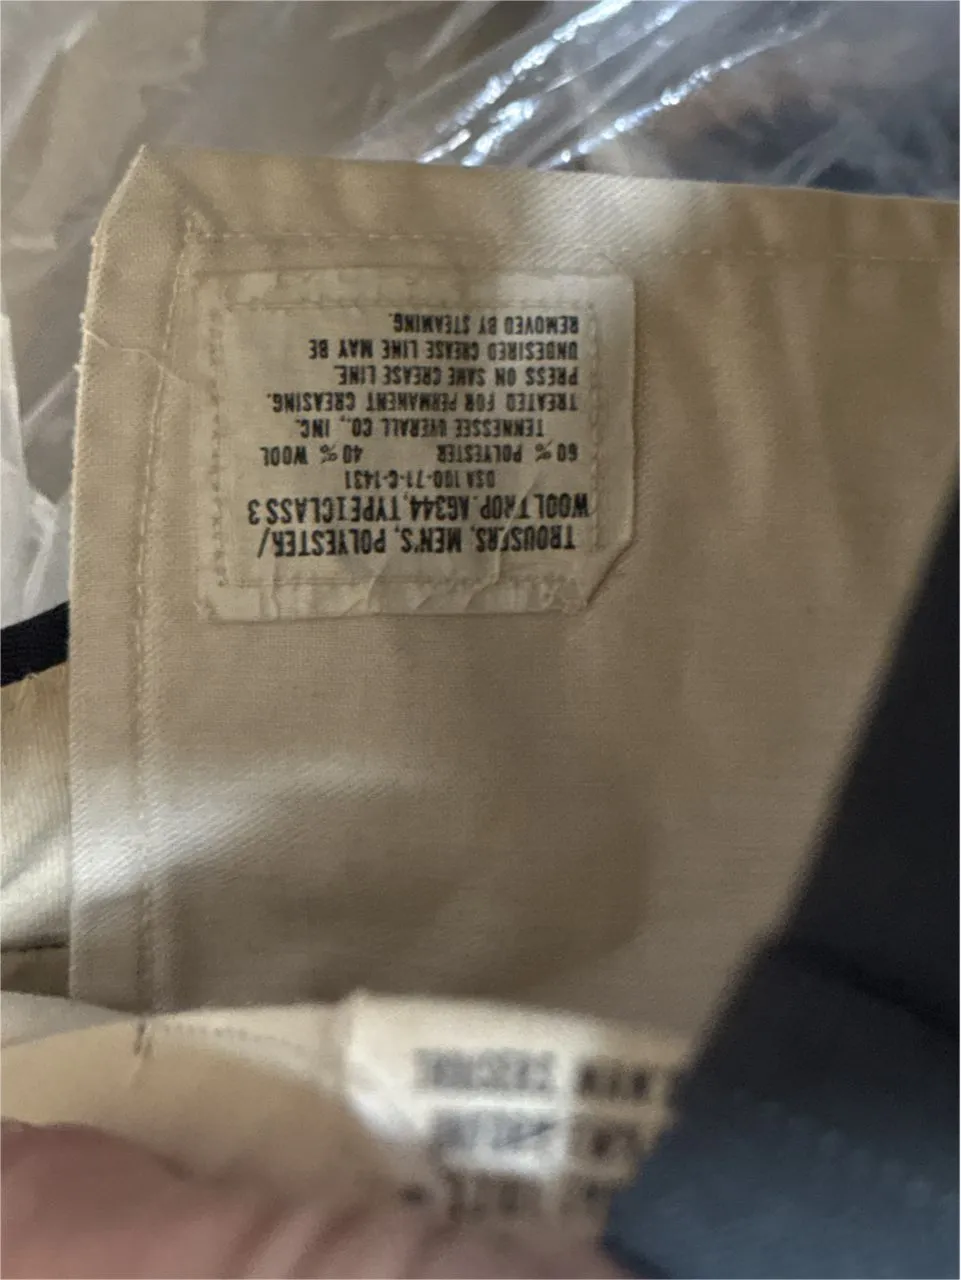 TROUSERS, MEN'S, POLYESTER/
WOOL TROP. AG344, TYPE I CLASS 3
DSA 100-71-C-1431
60% POLYESTER 40% WOOL
TENNESSEE OVERALL CO., INC.
TREATED FOR PERMANENT CREASING.
PRESS ON SAME CREASE LINE.
UNDESIRED CREASE LINE MAY BE
REMOVED BY STEAMING.